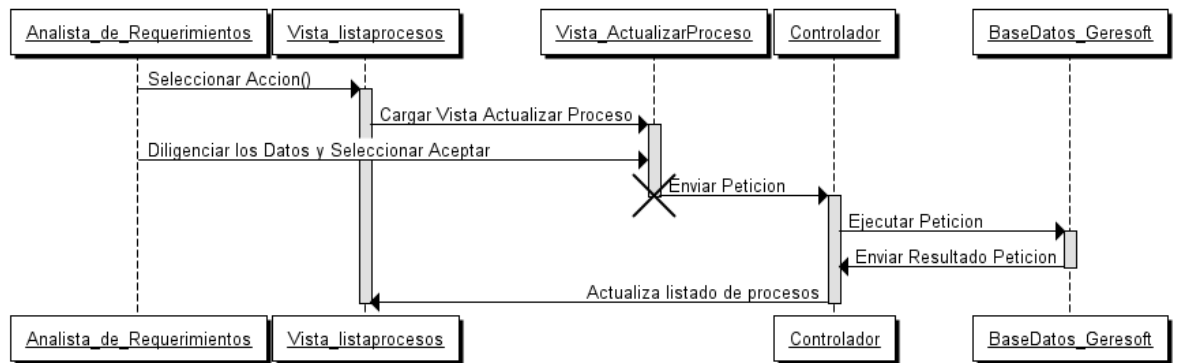 Analista_de_Requerimientos
Vista_listaprocesos
Vista_ActualizarProceso
Controlador
BaseDatos_Geresoft
Seleccionar Accion()
Cargar Vista Actualizar Proceso
Diligenciar los Datos y Seleccionar Aceptar
Enviar Peticion
Ejecutar Peticion
Enviar Resultado Peticion
Actualiza listado de procesos
Analista_de_Requerimientos
Vista_listaprocesos
Controlador
BaseDatos_Geresoft